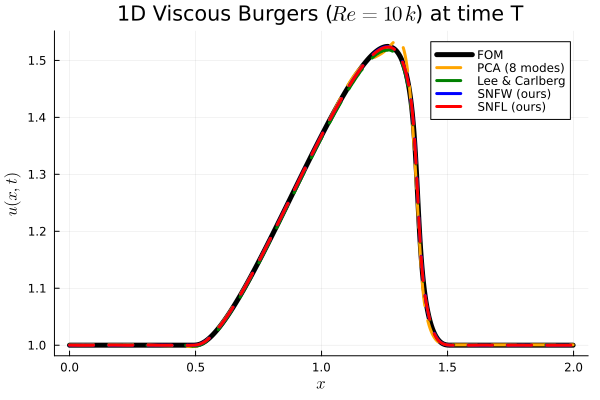 1D Viscous Burgers (Re = 10 k) at time T
FOM
PCA (8 modes)
Lee & Carlberg
SNFW (ours)
SNFL (ours)
u(x, t)
1.5
1.4
1.3
1.2
1.1
1.0
0.0 0.5 1.0 1.5 2.0
x